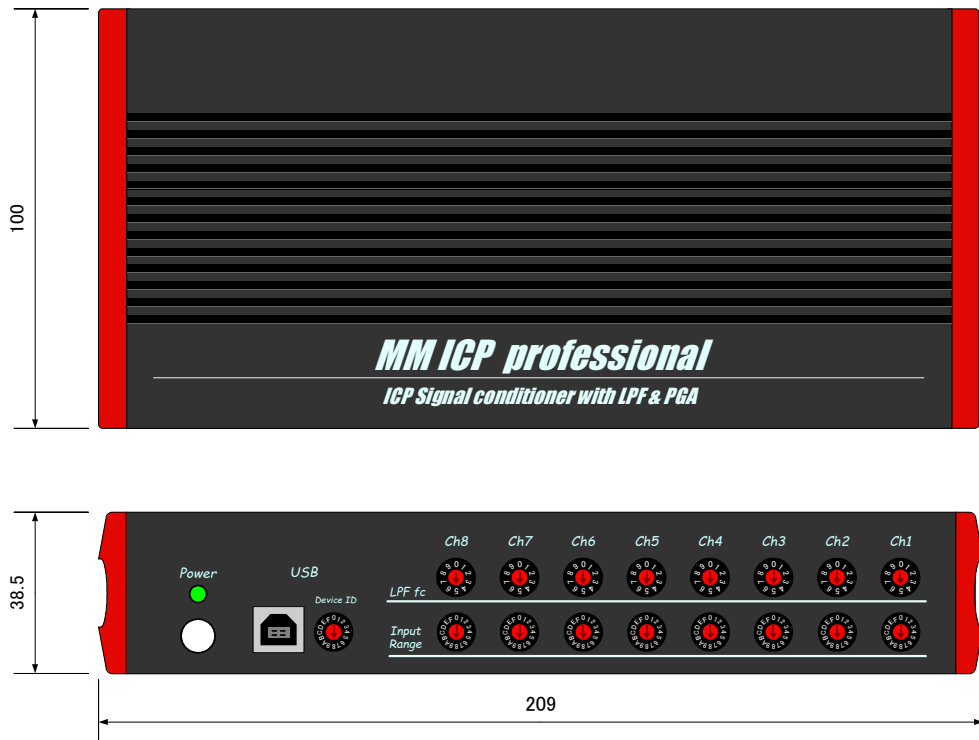 100
MM ICP professional
ICP Signal conditioner with LPF & PGA
38.5
Ch8 Ch7 Ch6 Ch5 Ch4 Ch3 Ch2 Ch1
Power USB
Device ID
LPF fc
Input
Range
209